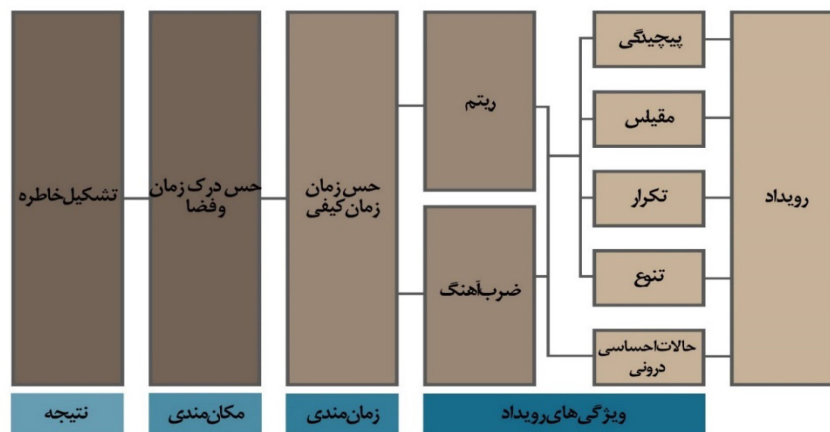 رویداد
پیچیدگی
مقیاس
تکرار
تنوع
حالات احساسی
درونی
ریتم
ضرب‌آهنگ
حس زمان
زمان کیفی
حس درک زمان
و فضا
تشکیل خاطره
ویژگی‌های رویداد
زمان‌مندی
مکان‌مندی
نتیجه